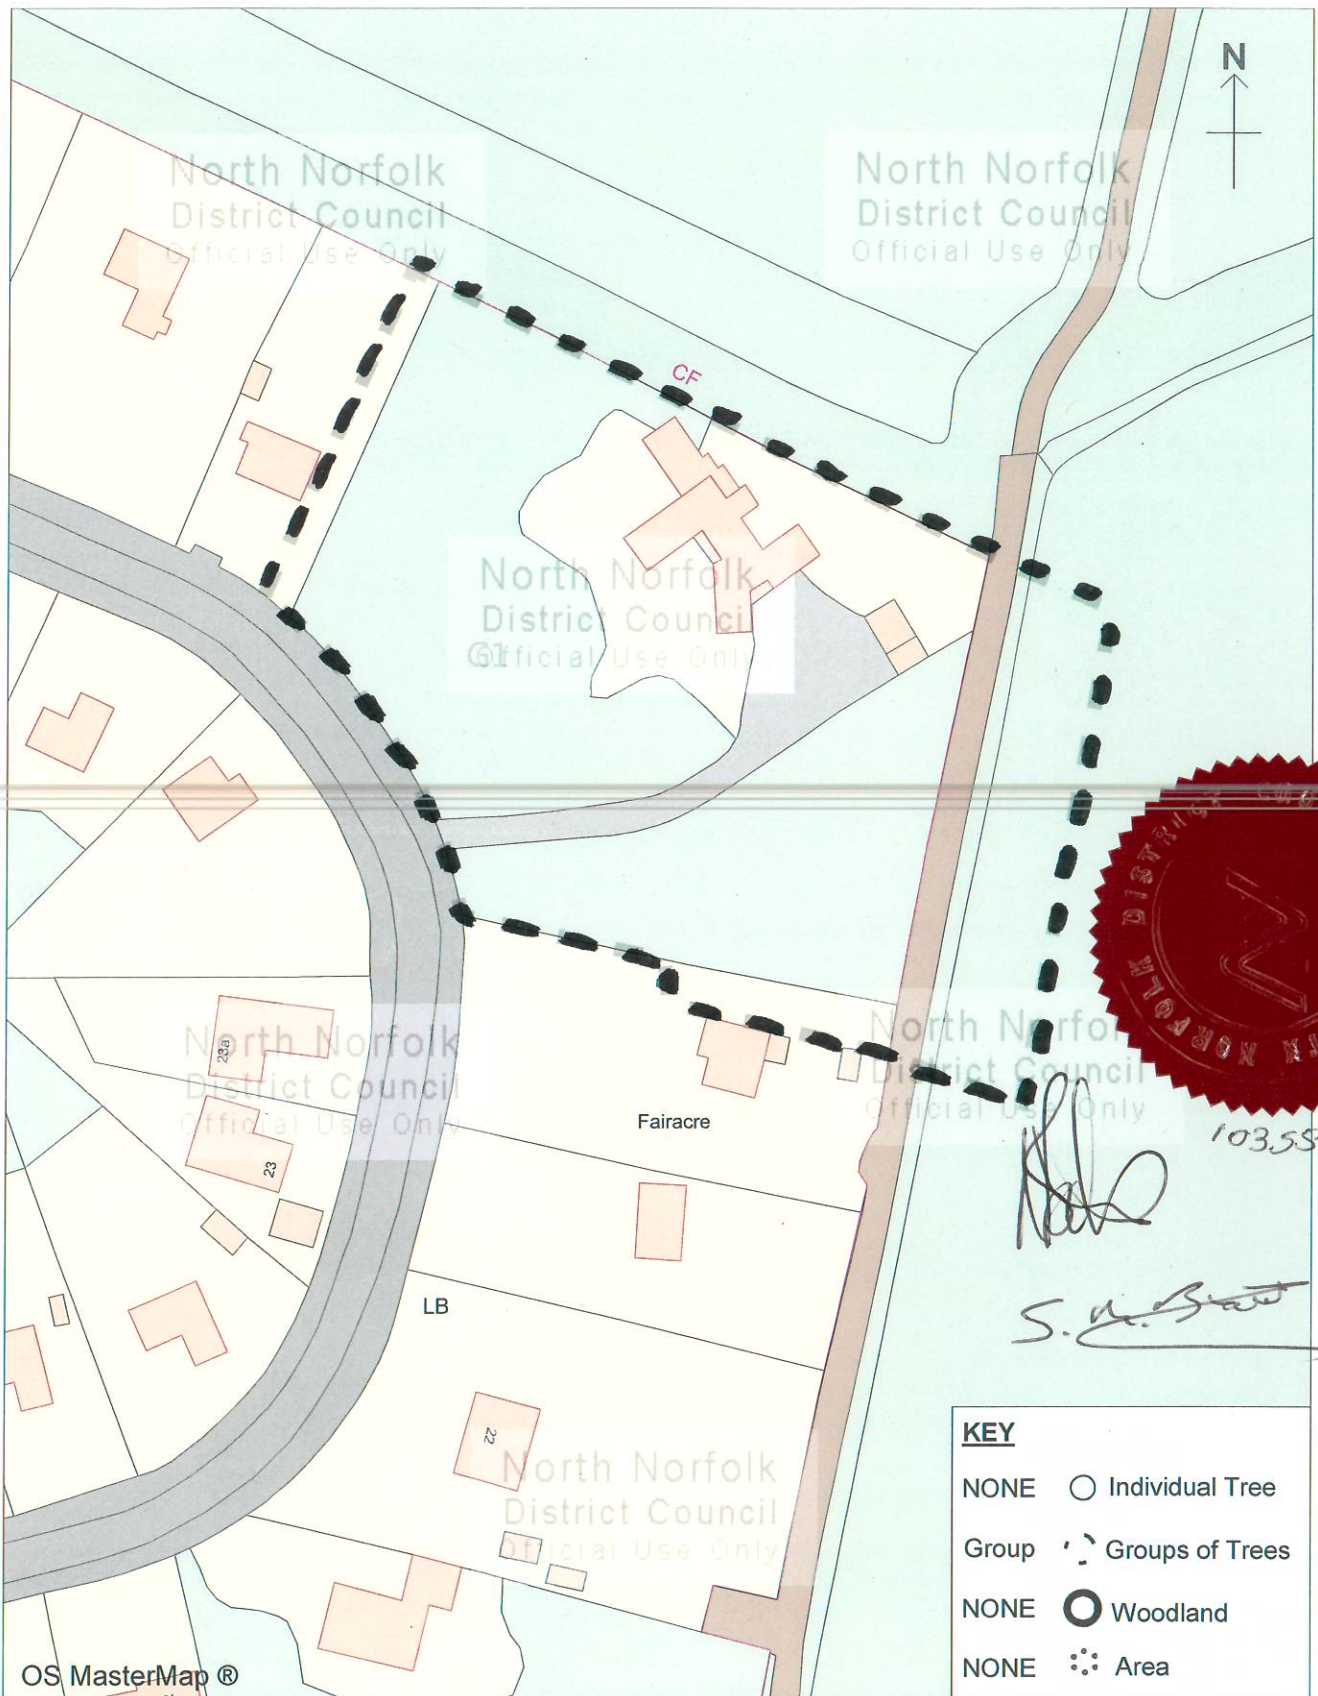 N
North Norfolk
District Council
Official Use Only
North Norfolk
District Council
Official Use Only
CF
North Norfolk
District Council
Official Use Only
G1
North Norfolk
District Council
Official Use Only
23a
23
North Norfolk
District Council
Official Use Only
Fairacre
NORFOLK DISTRICT
10355
S. M.
LB
22
North Norfolk
District Council
Official Use Only
KEY
NONE Individual Tree
Group Groups of Trees
NONE Woodland
NONE Area
OS MasterMap ®